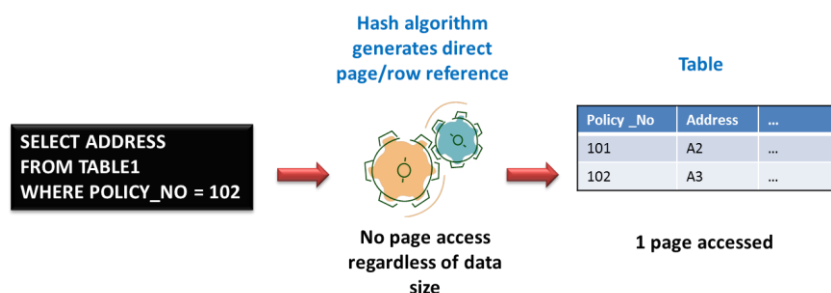 Hash algorithm
generates direct
page/row reference
Table
SELECT ADDRESS
FROM TABLE1
WHERE POLICY_NO = 102
Policy _No Address ...
101 A2 ...
102 A3 ...
No page access
regardless of data
size
1 page accessed